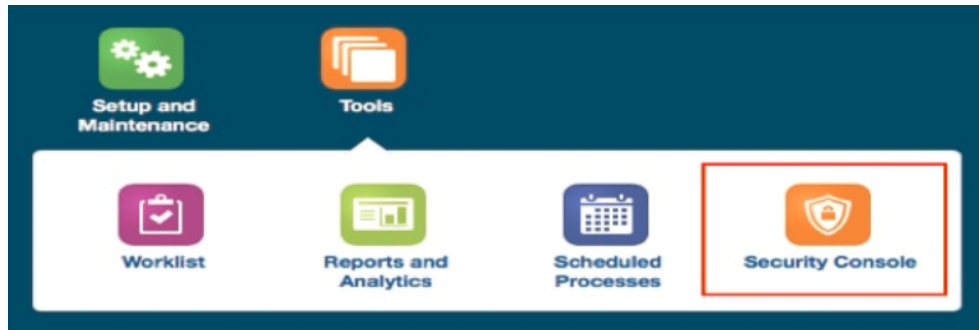 Setup and
Maintenance
Tools
Worklist
Reports and
Analytics
Scheduled
Processes
Security Console